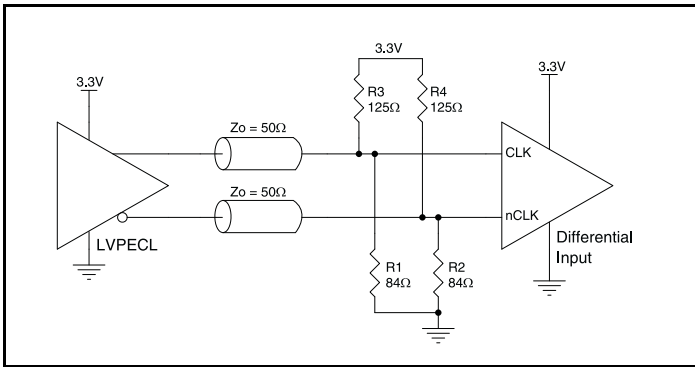 3.3V
3.3V
3.3V
R3
125Ω
R4
125Ω
Zo = 50Ω
CLK
Zo = 50Ω
nCLK
LVPECL
Differential
Input
R1
84Ω
R2
84Ω